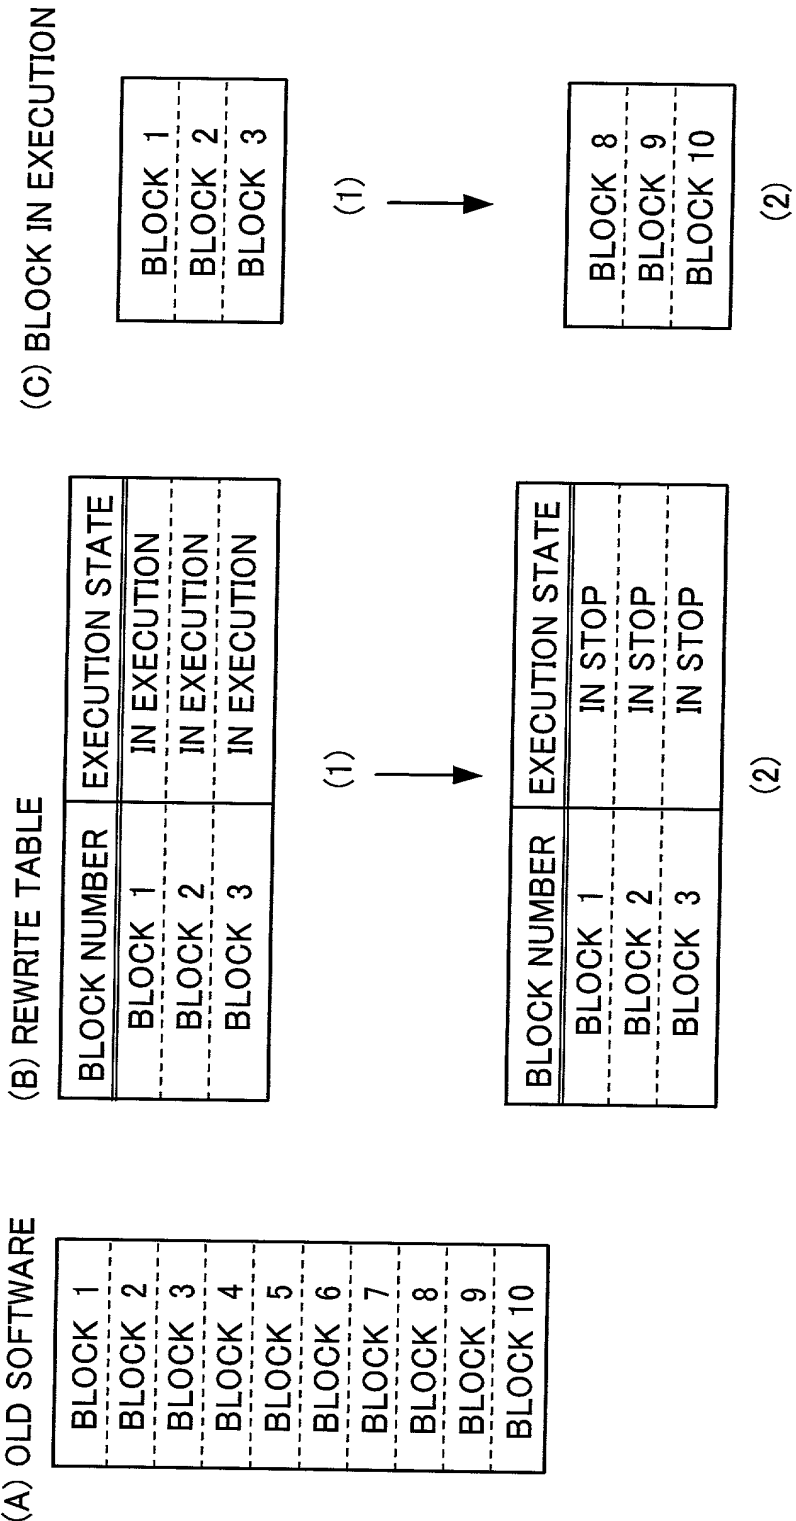 (A) OLD SOFTWARE
BLOCK 1
BLOCK 2
BLOCK 3
BLOCK 4
BLOCK 5
BLOCK 6
BLOCK 7
BLOCK 8
BLOCK 9
BLOCK 10
(B) REWRITE TABLE
BLOCK NUMBER EXECUTION STATE
BLOCK 1 IN EXECUTION
BLOCK 2 IN EXECUTION
BLOCK 3 IN EXECUTION
(1)
BLOCK NUMBER EXECUTION STATE
BLOCK 1 IN STOP
BLOCK 2 IN STOP
BLOCK 3 IN STOP
(2)
(C) BLOCK IN EXECUTION
BLOCK 1
BLOCK 2
BLOCK 3
(1)
BLOCK 8
BLOCK 9
BLOCK 10
(2)